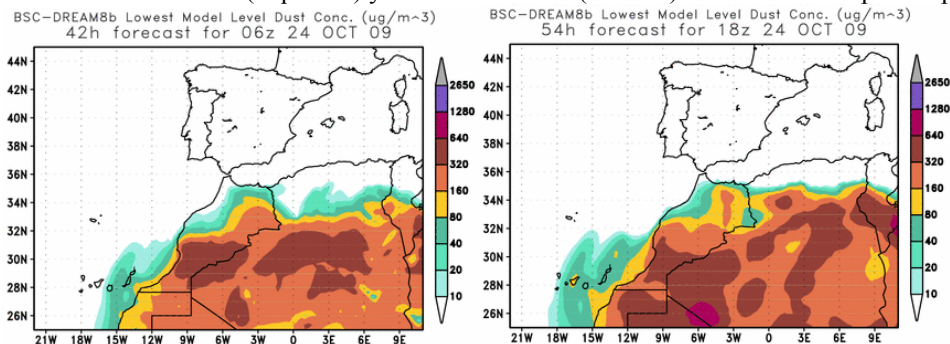 BSC-DREAM8b Lowest Model Level Dust Conc. (ug/m^3)
42h forecast for 06z 24 OCT 09
44N
42N
40N
38N
36N
34N
32N
30N
28N
26N
21W 18W 15W 12W 9W 6W 3W 0 3E 6E 9E
2650
1280
640
320
160
80
40
20
10
BSC-DREAM8b Lowest Model Level Dust Conc. (ug/m^3)
54h forecast for 18z 24 OCT 09
44N
42N
40N
38N
36N
34N
32N
30N
28N
26N
21W 18W 15W 12W 9W 6W 3W 0 3E 6E 9E
2650
1280
640
320
160
80
40
20
10